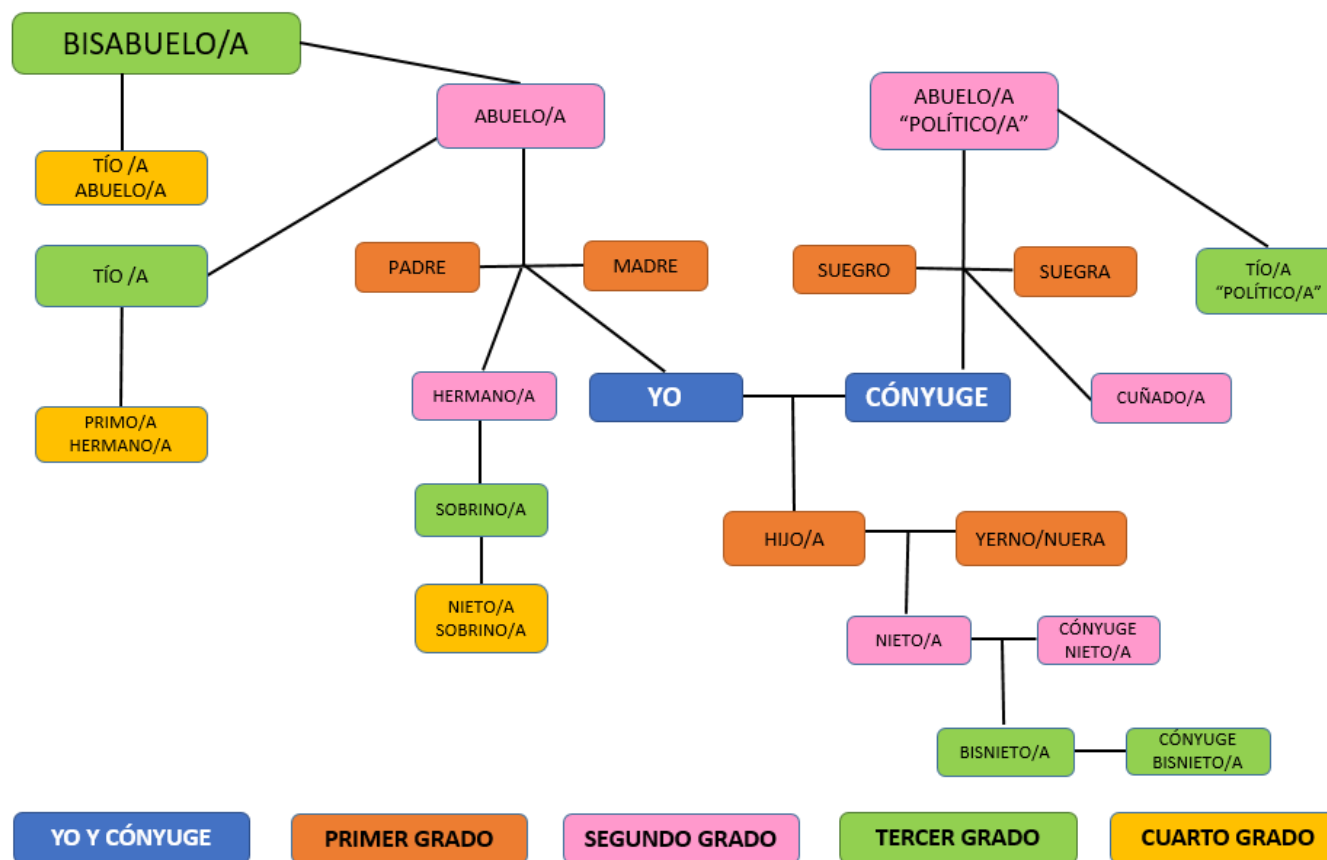 BISABUELO/A
ABUELO/A
ABUELO/A
“POLÍTICO/A”
TÍO /A
ABUELO/A
TÍO /A
PADRE
MADRE
SUEGRO
SUEGRA
TÍO/A
“POLÍTICO/A”
HERMANO/A
YO
CÓNYUGE
CUÑADO/A
PRIMO/A
HERMANO/A
SOBRINO/A
HIJO/A
YERNO/NUERA
NIETO/A
SOBRINO/A
NIETO/A
CÓNYUGE
NIETO/A
BISNIETO/A
CÓNYUGE
BISNIETO/A
YO Y CÓNYUGE
PRIMER GRADO
SEGUNDO GRADO
TERCER GRADO
CUARTO GRADO